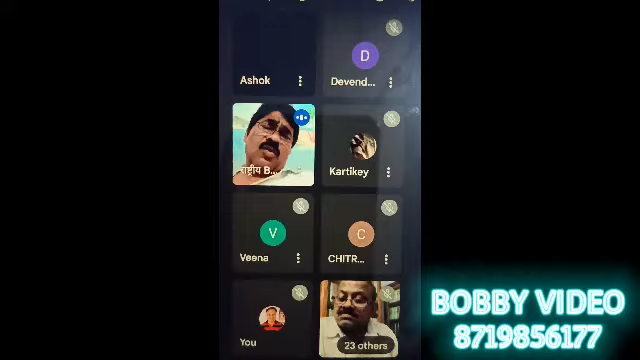 Ashok
D
Devend...
राष्ट्रीय B...
Kartikey
V
Veena
C
CHITR...
You
23 others
BOBBY VIDEO
8719856177